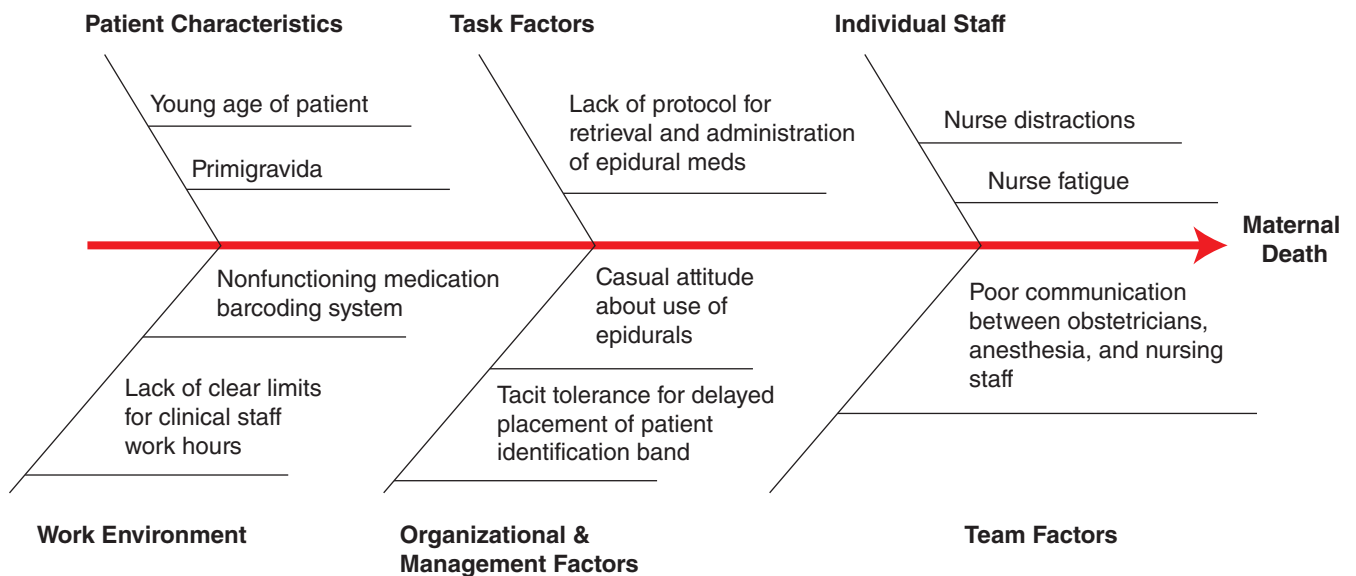 Patient Characteristics
Task Factors
Individual Staff
Young age of patient
Primigravida
Lack of protocol for
retrieval and administration
of epidural meds
Nurse distractions
Nurse fatigue
Maternal
Death
Nonfunctioning medication
barcoding system
Lack of clear limits
for clinical staff
work hours
Casual attitude
about use of
epidurals
Tacit tolerance for delayed
placement of patient
identification band
Poor communication
between obstetricians,
anesthesia, and nursing
staff
Work Environment
Organizational &
Management Factors
Team Factors